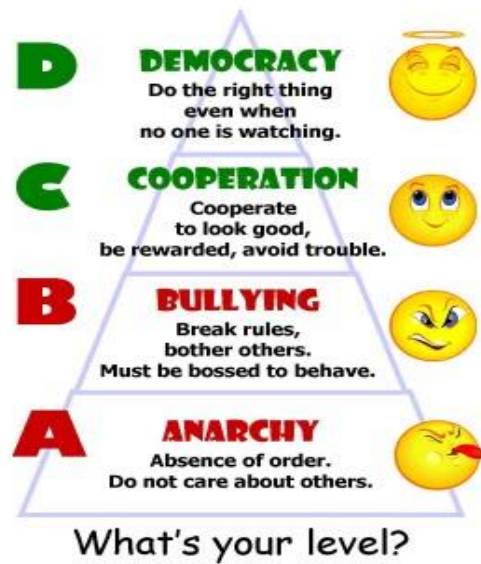 D
DEMOCRACY
Do the right thing
even when
no one is watching.
C
COOPERATION
Cooperate
to look good,
be rewarded, avoid trouble.
B
BULLYING
Break rules,
bother others.
Must be bossed to behave.
A
ANARCHY
Absence of order.
Do not care about others.
What's your level?